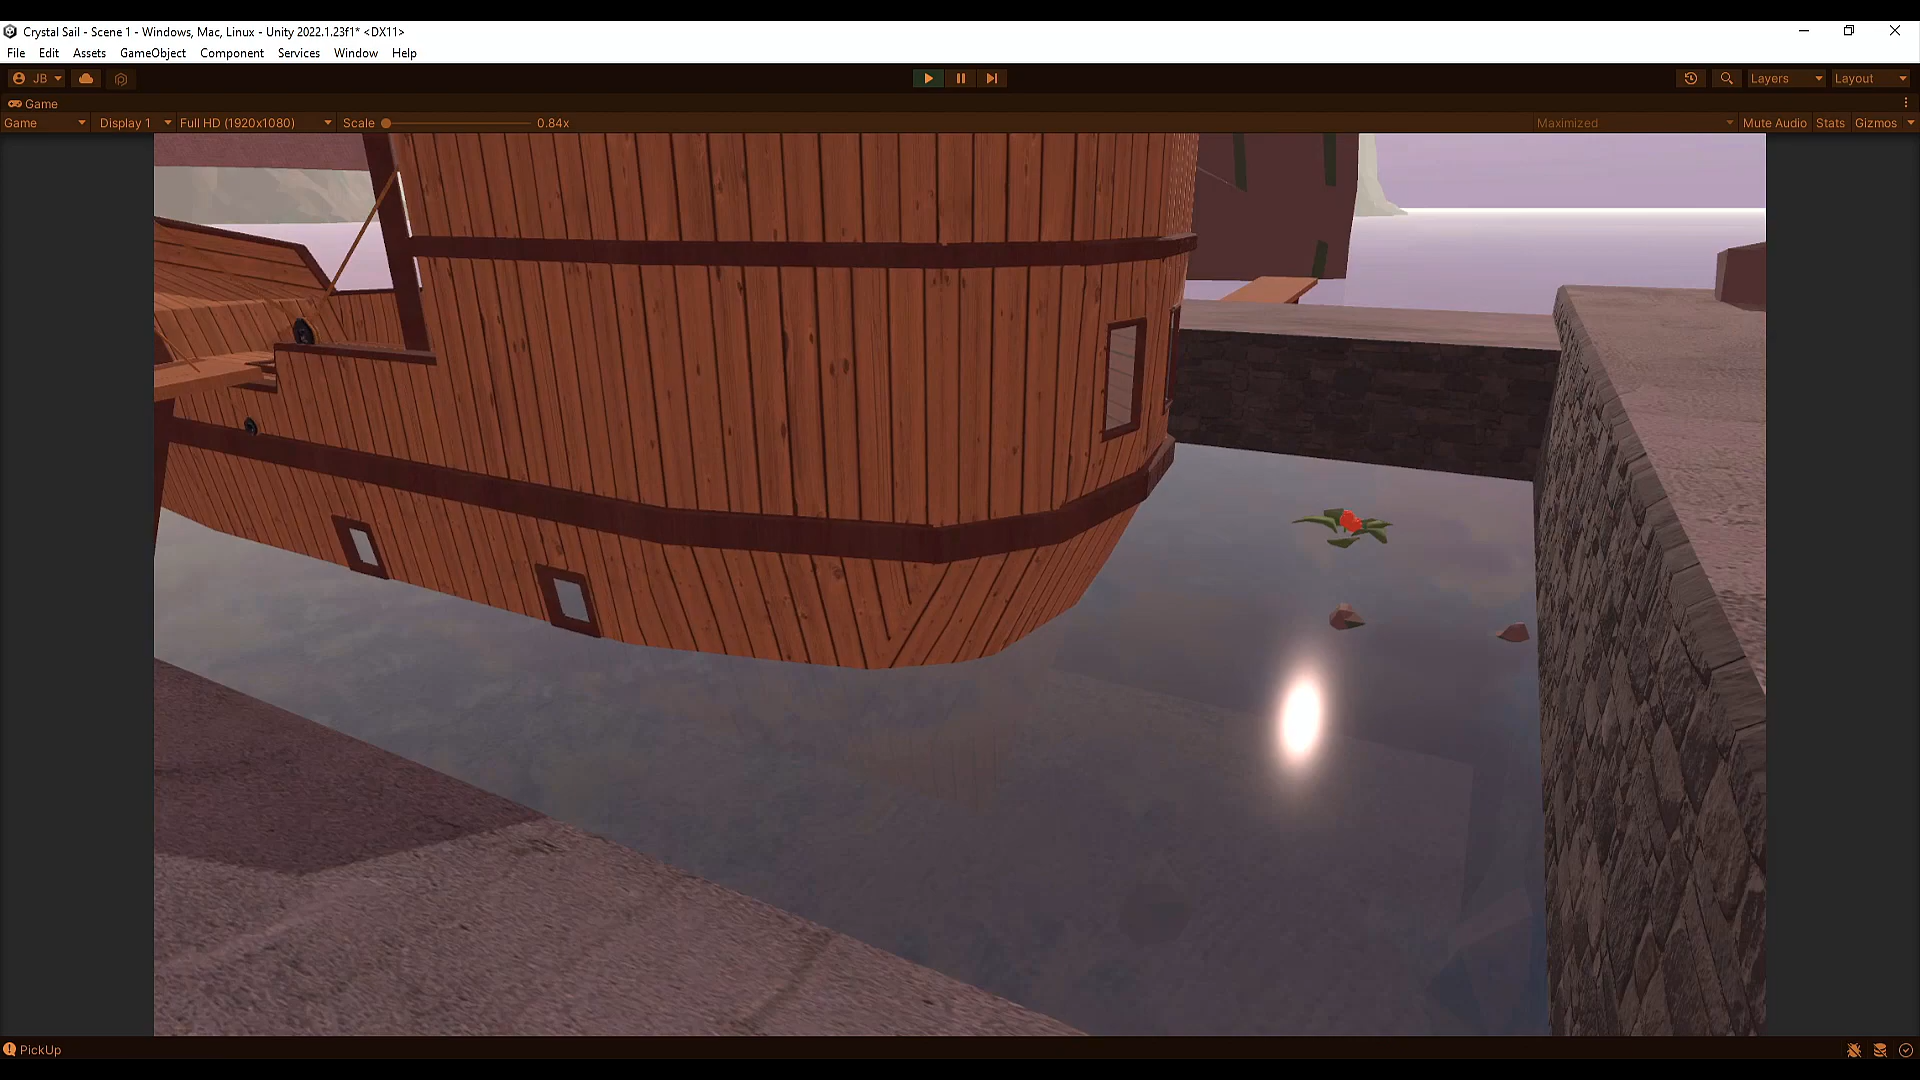 Crystal Sail - Scene 1 - Windows, Mac, Linux - Unity 2022.1.23f1* <DX11>
File Edit Assets GameObject Component Services Window Help
JB Layers Layout
Game
Game Display 1 Full HD (1920x1080) Scale 0.84x Maximized Mute Audio Stats Gizmos
PickUp